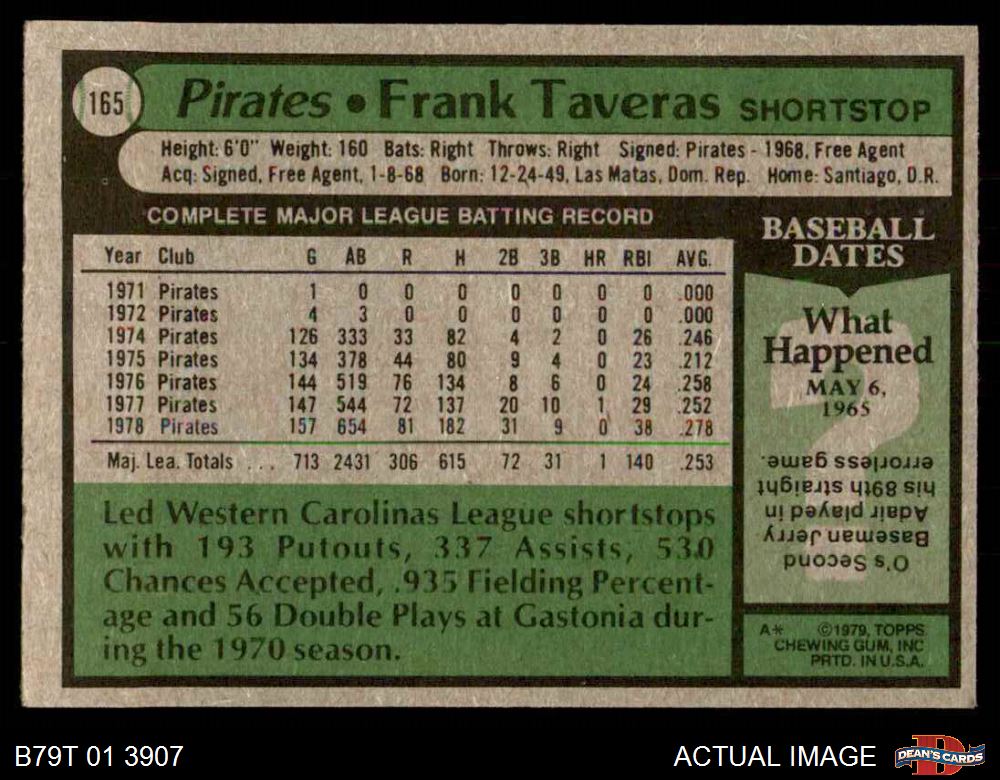 165
Pirates • Frank Taveras SHORTSTOP
Height: 6'0" Weight: 160 Bats: Right Throws: Right Signed: Pirates - 1968, Free Agent
Acq: Signed, Free Agent, 1-8-68 Born: 12-24-49, Las Matas, Dom. Rep. Home: Santiago, D.R.
COMPLETE MAJOR LEAGUE BATTING RECORD
Year Club G AB R H 2B 3B HR RBI AVG.
1971 Pirates 1 0 0 0 0 0 0 0 .000
1972 Pirates 4 3 0 0 0 0 0 0 .000
1974 Pirates 126 333 33 82 4 2 0 26 .246
1975 Pirates 134 378 44 80 9 4 0 23 .212
1976 Pirates 144 519 76 134 8 6 0 24 .258
1977 Pirates 147 544 72 137 20 10 1 29 .252
1978 Pirates 157 654 81 182 31 9 0 38 .278
Maj. Lea. Totals ... 713 2431 306 615 72 31 1 140 .253
Led Western Carolinas League shortstops
with 193 Putouts, 337 Assists, 530
Chances Accepted, .935 Fielding Percent-
age and 56 Double Plays at Gastonia dur-
ing the 1970 season.
BASEBALL
DATES
What
Happened
MAY 6,
1965
?
O's Second
Baseman Jerry
Adair played in
his 89th straight
errorless game.
A* ©1979, TOPPS
CHEWING GUM, INC
PRTD. IN U.S.A.
B79T 01 3907
ACTUAL IMAGE
D
DEAN'S CARDS